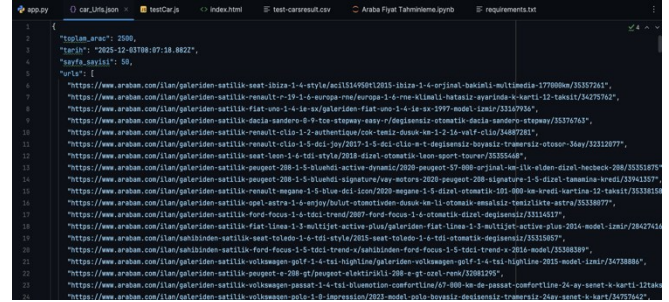 app.py car_Urls.json × testCar.js index.html test-carsresult.csv Araba Fiyat Tahminleme.ipynb requirements.txt
1 {
2 "toplam_arac": 2500,
3 "tarih": "2025-12-03T08:07:18.882Z",
4 "sayfa_sayisi": 50,
5 "urls": [
6 "https://www.arabam.com/ilan/galeriden-satilik-seat-ibiza-1-4-style/acil514950tl2015-ibiza-1-4-orjinal-bakimli-multimedia-177000km/35357261",
7 "https://www.arabam.com/ilan/galeriden-satilik-renault-r-19-1-6-europa-rne/europa-1-6-rne-klimali-hatasiz-ayarinda-k-karti-12-taksit/34275762",
8 "https://www.arabam.com/ilan/galeriden-satilik-fiat-uno-1-4-ie-sx/galeriden-fiat-uno-1-4-ie-sx-1997-model-izmir/33167936",
9 "https://www.arabam.com/ilan/galeriden-satilik-dacia-sandero-0-9-tce-stepway-easy-r/degisensiz-otomatik-dacia-sandero-stepway/35376763",
10 "https://www.arabam.com/ilan/galeriden-satilik-renault-clio-1-2-authentique/cok-temiz-dusuk-km-1-2-16-valf-clio/34887281",
11 "https://www.arabam.com/ilan/galeriden-satilik-renault-clio-1-5-dci-joy/2017-1-5-dci-clio-m-t-degisensiz-boyasiz-tramersiz-otosor-36ay/32312077",
12 "https://www.arabam.com/ilan/galeriden-satilik-seat-leon-1-6-tdi-style/2018-dizel-otomatik-leon-sport-tourer/35355460",
13 "https://www.arabam.com/ilan/galeriden-satilik-peugeot-208-1-5-bluehdi-active-dynamic/2020-peugeot-57-000-orjinal-km-ilk-elden-dizel-hecbeck-208/35351875"
14 "https://www.arabam.com/ilan/galeriden-satilik-peugeot-208-1-5-bluehdi-signature/vay-motors-2020-peugeot-208-signature-1-5-dizel-tanamina-kredi/33941357",
15 "https://www.arabam.com/ilan/galeriden-satilik-renault-megane-1-5-blue-dci-icon/2020-megane-1-5-dizel-otomatik-101-000-km-kredi-kartina-12-taksit/35338158
16 "https://www.arabam.com/ilan/galeriden-satilik-opel-astra-1-6-enjoy/bulut-otomotivden-dusuk-km-li-otomaik-emsalsiz-temizlikte-astra/35338077",
17 "https://www.arabam.com/ilan/galeriden-satilik-ford-focus-1-6-tdci-trend/2007-ford-focus-1-6-otomatik-dizel-degisensiz/33114517",
18 "https://www.arabam.com/ilan/galeriden-satilik-fiat-linea-1-3-multijet-active-plus/galeriden-fiat-linea-1-3-multijet-active-plus-2014-model-izmir/28427416
19 "https://www.arabam.com/ilan/sahibinden-satilik-seat-toledo-1-6-tdi-style/2015-seat-toledo-1-6-tdi-otomatik-dizel/35315057",
20 "https://www.arabam.com/ilan/sahibinden-satilik-ford-focus-1-5-tdci-trend-x/sahibinden-ford-focus-1-5-tdci-trend-x-2016-model/35308389",
21 "https://www.arabam.com/ilan/galeriden-satilik-volkswagen-golf-1-4-tsi-highline/galeriden-volkswagen-golf-1-4-tsi-highline-2015-model-izmir/34738886",
22 "https://www.arabam.com/ilan/galeriden-satilik-peugeot-e-208-gt/peugeot-elektirikli-208-e-gt-ozel-renk/32081295",
23 "https://www.arabam.com/ilan/galeriden-satilik-volkswagen-passat-1-4-tsi-bluemotion-comfortline/67-000-km-de-passat-comfortline-24-ay-senet-k-karti-12taks
24 "https://www.arabam.com/ilan/galeriden-satilik-volkswagen-polo-1-0-impression/2023-model-polo-boyasiz-degisensiz-tramersiz-24ay-senet-k-kart/34757642",
4